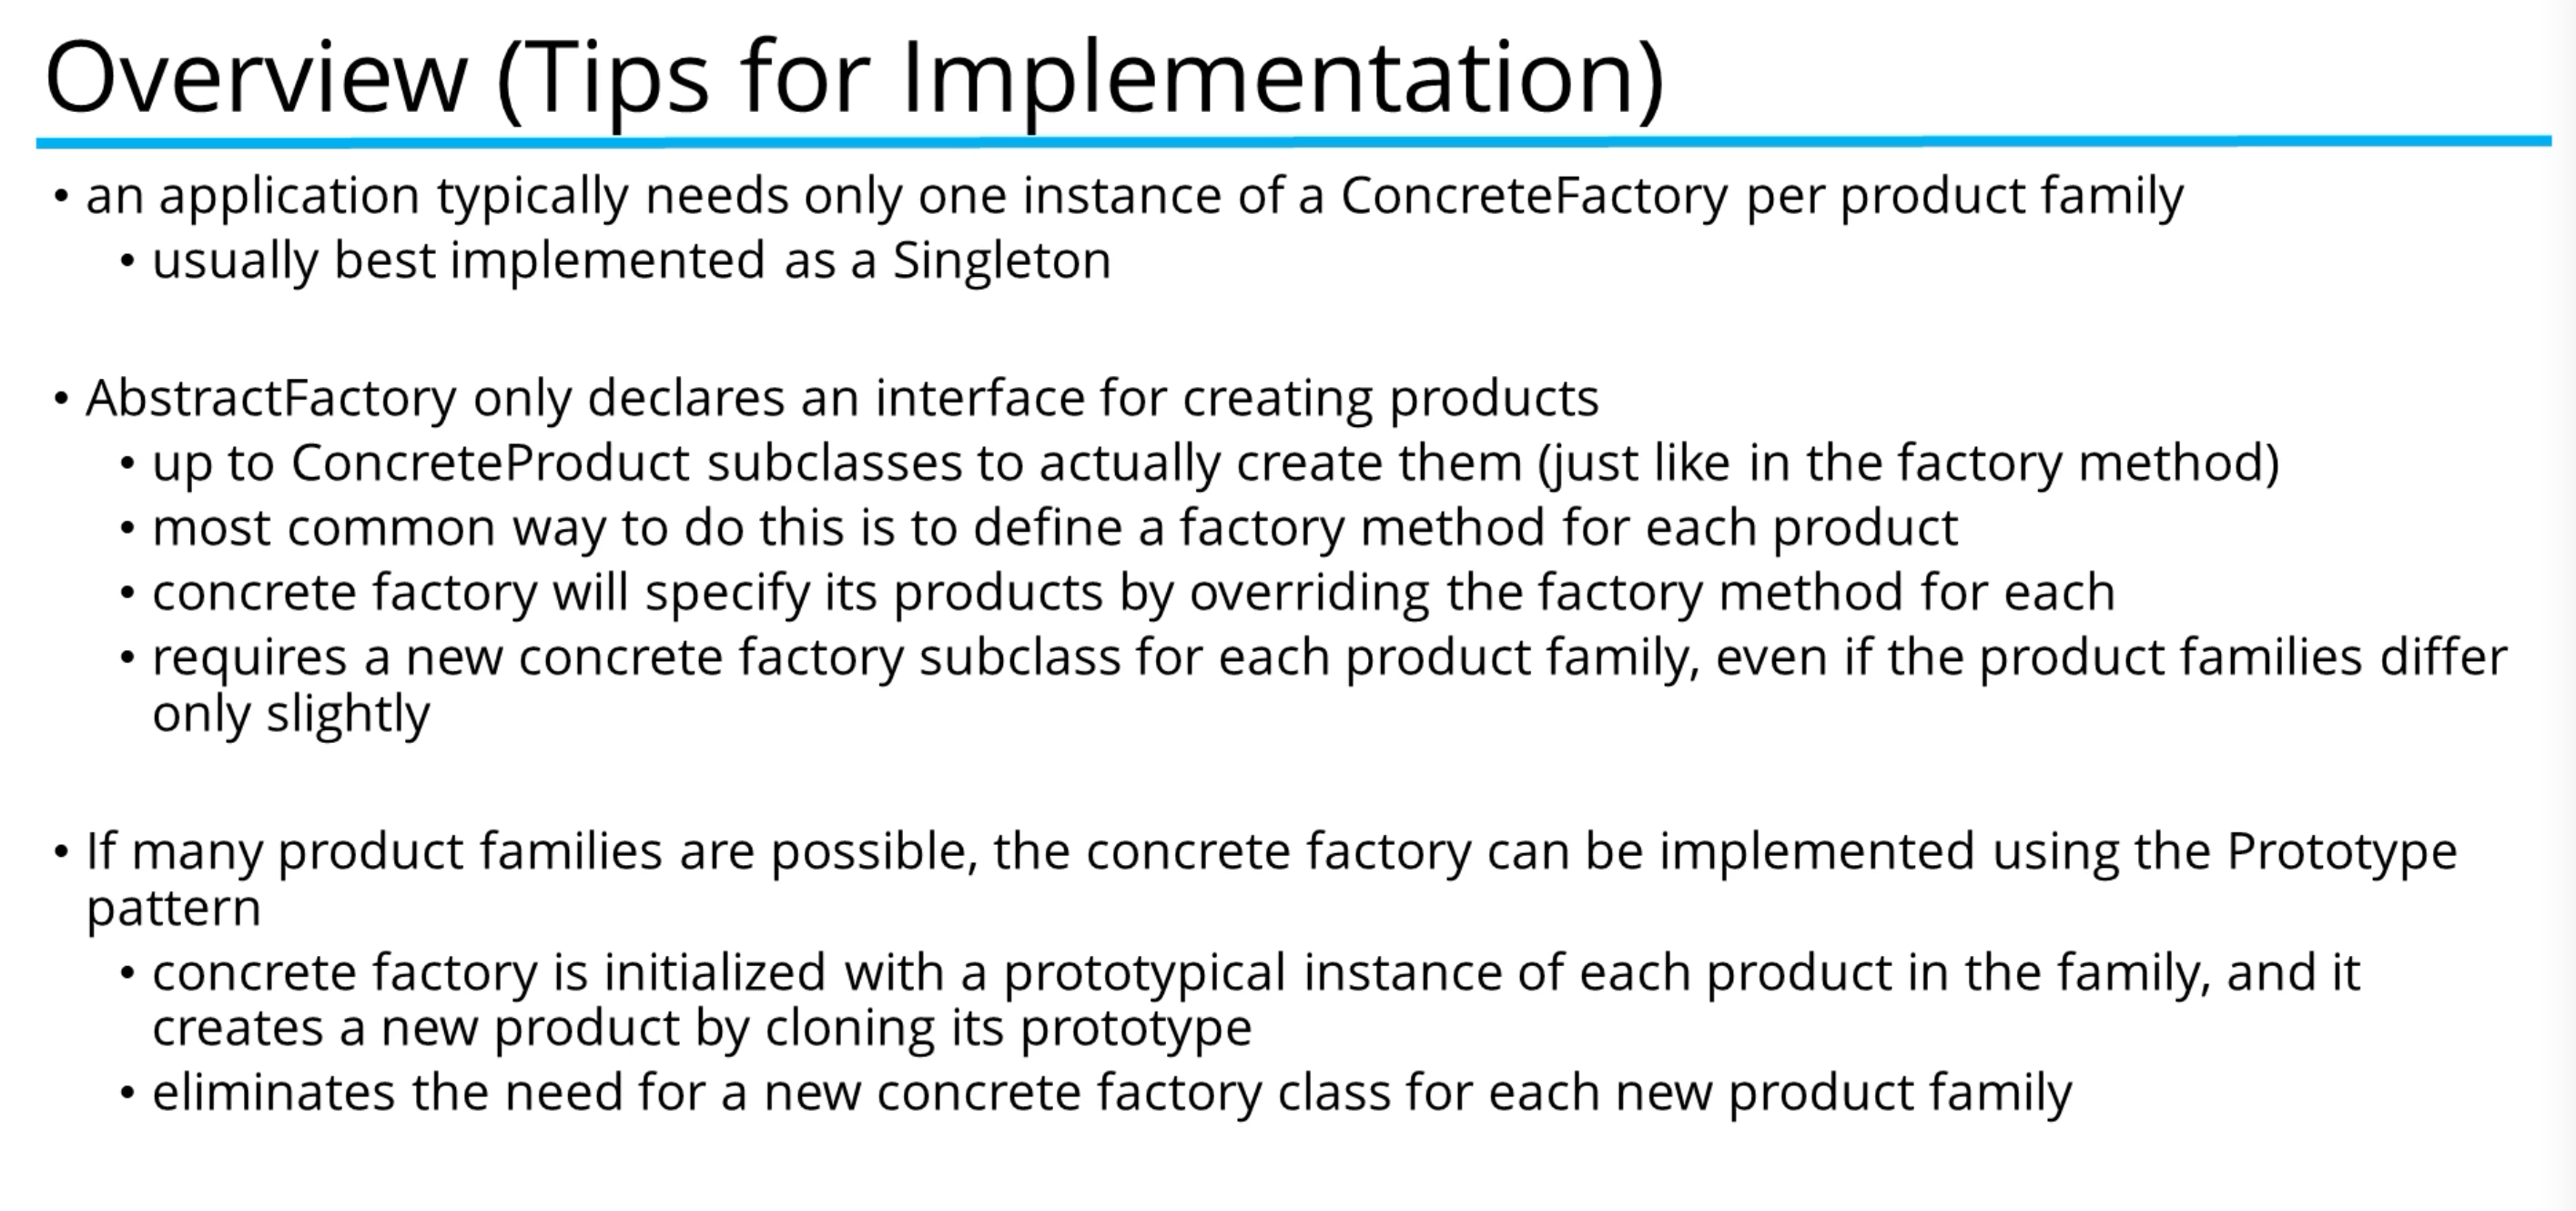 Overview (Tips for Implementation)
• an application typically needs only one instance of a ConcreteFactory per product family
• usually best implemented as a Singleton
• AbstractFactory only declares an interface for creating products
• up to ConcreteProduct subclasses to actually create them (just like in the factory method)
• most common way to do this is to define a factory method for each product
• concrete factory will specify its products by overriding the factory method for each
• requires a new concrete factory subclass for each product family, even if the product families differ
only slightly
• If many product families are possible, the concrete factory can be implemented using the Prototype
pattern
• concrete factory is initialized with a prototypical instance of each product in the family, and it
creates a new product by cloning its prototype
• eliminates the need for a new concrete factory class for each new product family